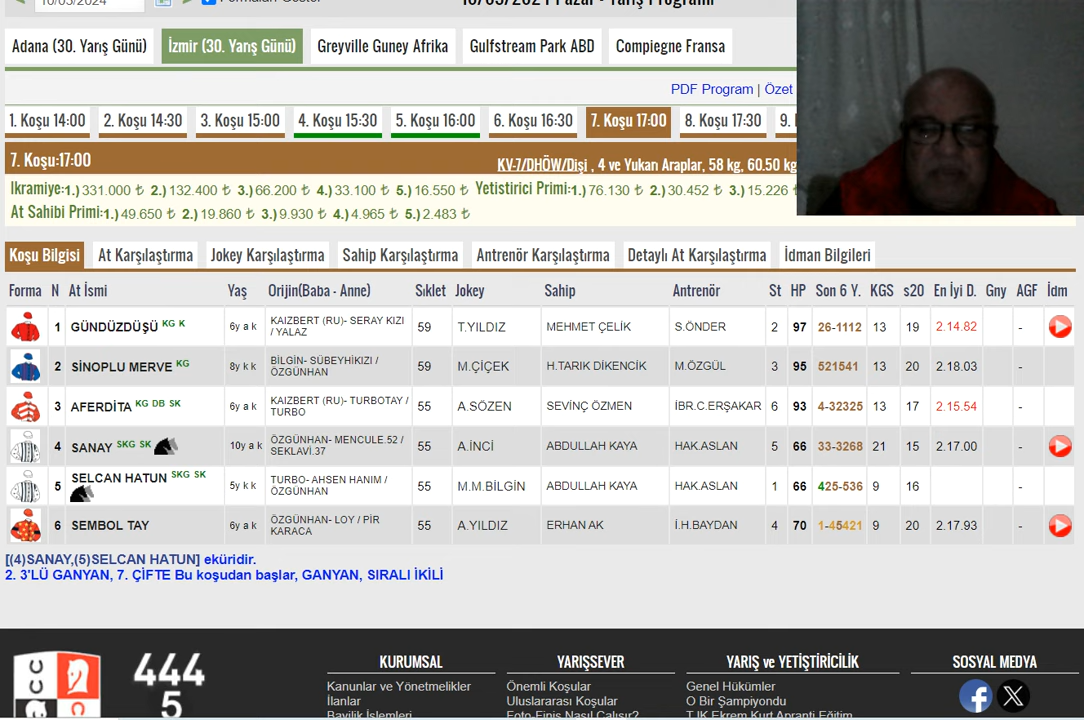 10/03/2024
Adana (30. Yarış Günü) İzmir (30. Yarış Günü) Greyville Guney Afrika Gulfstream Park ABD Compiegne Fransa
PDF Program | Özet
1. Koşu 14:00 2. Koşu 14:30 3. Koşu 15:00 4. Koşu 15:30 5. Koşu 16:00 6. Koşu 16:30 7. Koşu 17:00 8. Koşu 17:30 9.
7. Koşu:17:00 KV-7/DHÖW/Dişi , 4 ve Yukarı Araplar, 58 kg, 60.50 kg
Ikramiye:1.) 331.000 ₺ 2.) 132.400 ₺ 3.) 66.200 ₺ 4.) 33.100 ₺ 5.) 16.550 ₺ Yetistirici Primi:1.) 76.130 ₺ 2.) 30.452 ₺ 3.) 15.226
At Sahibi Primi:1.) 49.650 ₺ 2.) 19.860 ₺ 3.) 9.930 ₺ 4.) 4.965 ₺ 5.) 2.483 ₺
Koşu Bilgisi At Karşılaştırma Jokey Karşılaştırma Sahip Karşılaştırma Antrenör Karşılaştırma Detaylı At Karşılaştırma İdman Bilgileri
Forma N At İsmi Yaş Orijin(Baba - Anne) Sıklet Jokey Sahip Antrenör St HP Son 6 Y. KGS s20 En İyi D. Gny AGF İdm
1 GÜNDÜZDÜŞÜ KG K 6y a k KAIZBERT (RU)- SERAY KIZI / YALAZ 59 T.YILDIZ MEHMET ÇELİK S.ÖNDER 2 97 26-1112 13 19 2.14.82 -
2 SİNOPLU MERVE KG 8y k k BİLGİN- SÜBEYHİKIZI / ÖZGÜNHAN 59 M.ÇİÇEK H.TARIK DİKENCİK M.ÖZGÜL 3 95 521541 13 20 2.18.03 -
3 AFERDİTA KG DB SK 6y a k KAIZBERT (RU)- TURBOTAY / TURBO 55 A.SÖZEN SEVİNÇ ÖZMEN İBR.C.ERŞAKAR 6 93 4-32325 13 17 2.15.54 -
4 SANAY SKG SK 10y a k ÖZGÜNHAN- MENCULE.52 / SEKLAVİ.37 55 A.İNCİ ABDULLAH KAYA HAK.ASLAN 5 66 33-3268 21 15 2.17.00 -
5 SELCAN HATUN SKG SK 5y k k TURBO- AHSEN HANIM / ÖZGÜNHAN 55 M.M.BİLGİN ABDULLAH KAYA HAK.ASLAN 1 66 425-536 9 16 -
6 SEMBOL TAY 6y a k ÖZGÜNHAN- LOY / PİR KARACA 55 A.YILDIZ ERHAN AK İ.H.BAYDAN 4 70 1-45421 9 20 2.17.93 -
[(4)SANAY,(5)SELCAN HATUN] eküridir.
2. 3'LÜ GANYAN, 7. ÇİFTE Bu koşudan başlar, GANYAN, SIRALI İKİLİ
444
5
KURUMSAL YARIŞSEVER YARIŞ ve YETİŞTİRİCİLİK SOSYAL MEDYA
Kanunlar ve Yönetmelikler Önemli Koşular Genel Hükümler
İlanlar Uluslararası Koşular O Bir Şampiyondu
Bayilik İşlemleri Foto-Finiş Nasıl Çalışır? TJK Ekrem Kurt Apranti Eğitim